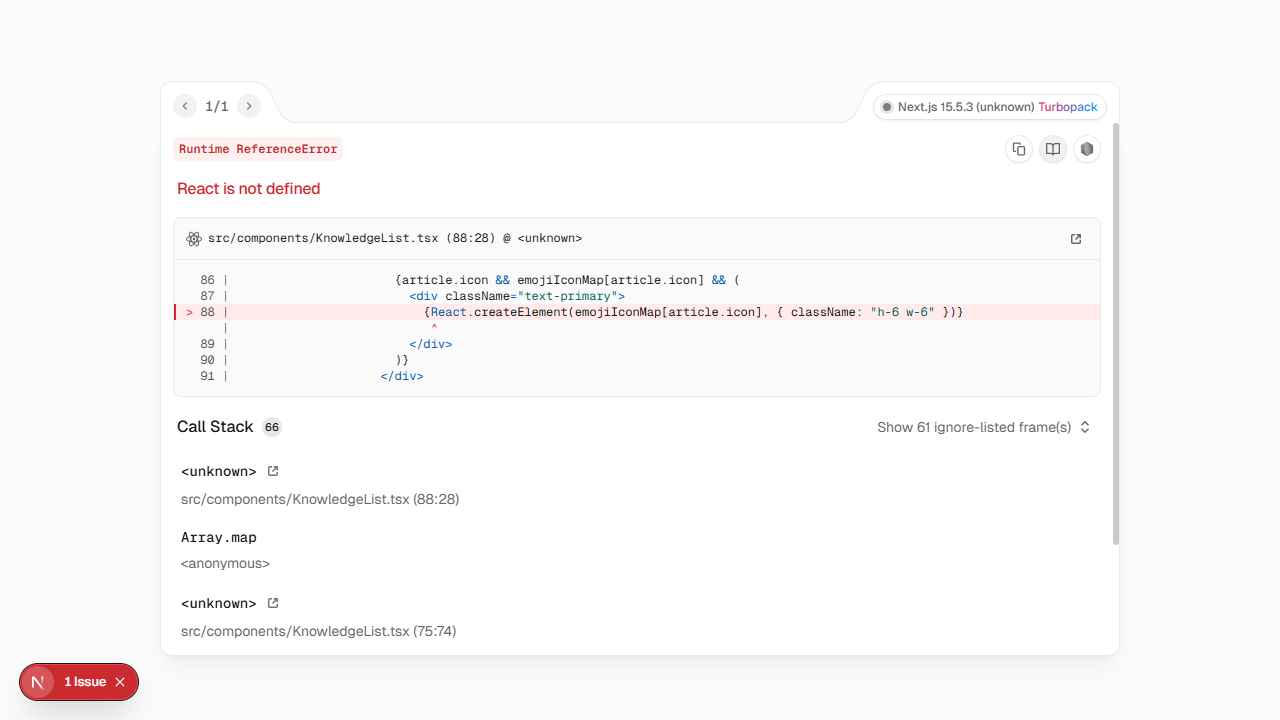 1/1
Next.js 15.5.3 (unknown) Turbopack
Runtime ReferenceError
React is not defined
src/components/KnowledgeList.tsx (88:28) @ <unknown>
86 | {article.icon && emojiIconMap[article.icon] && (
87 | <div className="text-primary">
> 88 | {React.createElement(emojiIconMap[article.icon], { className: "h-6 w-6" })}
| ^
89 | </div>
90 | )}
91 | </div>
Call Stack 66
Show 61 ignore-listed frame(s)
<unknown>
src/components/KnowledgeList.tsx (88:28)
Array.map
<anonymous>
<unknown>
src/components/KnowledgeList.tsx (75:74)
N 1 Issue